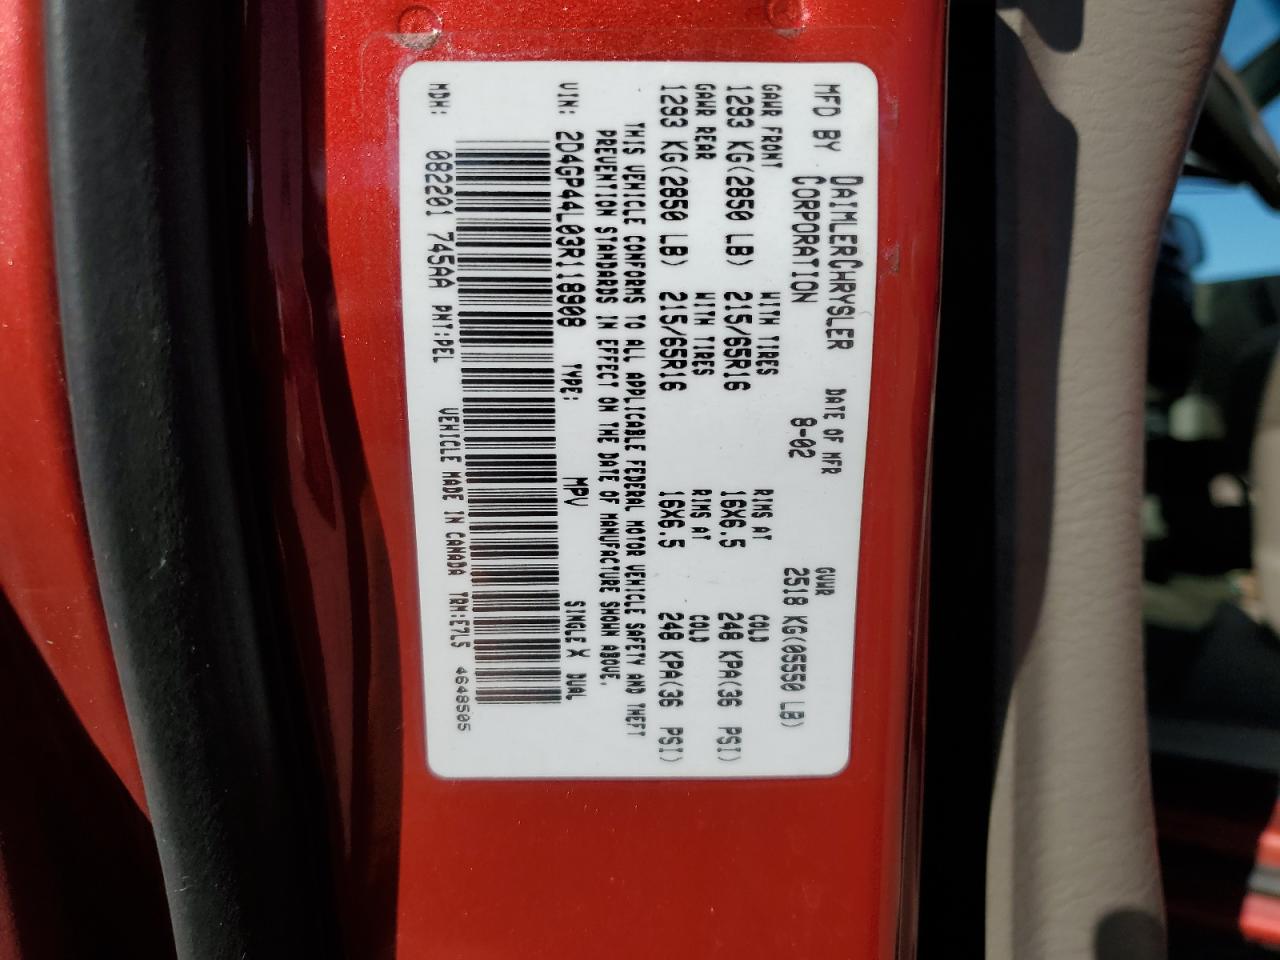 MFD BY DAIMLERCHRYSLER CORPORATION
DATE OF MFR 8-02
GVWR 2518 KG(05550 LB)
GAWR FRONT WITH TIRES RIMS AT COLD
1293 KG(2850 LB) 215/65R16 16X6.5 248 KPA(36 PSI)
GAWR REAR WITH TIRES RIMS AT COLD
1293 KG(2850 LB) 215/65R16 16X6.5 248 KPA(36 PSI)
THIS VEHICLE CONFORMS TO ALL APPLICABLE FEDERAL MOTOR VEHICLE SAFETY AND THEFT
PREVENTION STANDARDS IN EFFECT ON THE DATE OF MANUFACTURE SHOWN ABOVE.
VIN: 2D4GP44L03R118908 TYPE: MPV SINGLE X DUAL
MDH: 082201 745AA PNT:PEL VEHICLE MADE IN CANADA TRM:E7L5 4648505